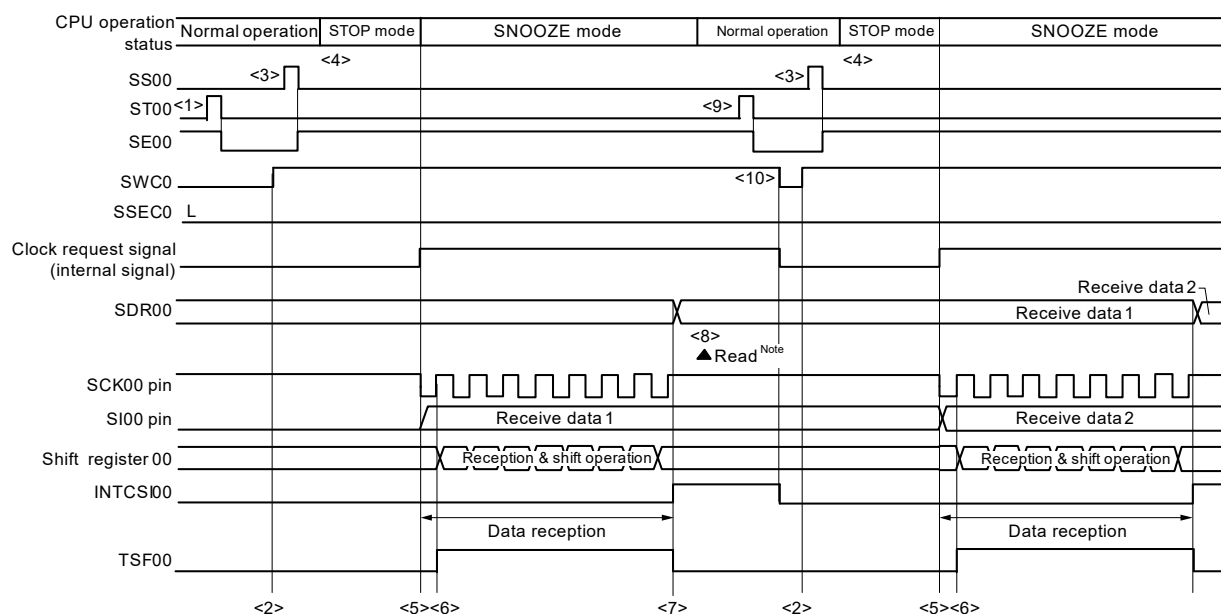 CPU operation status
Normal operation STOP mode SNOOZE mode Normal operation STOP mode SNOOZE mode
<4> <4>
SS00 <3> <3>
ST00 <1> <9>
SE00
SWC0 <10>
SSEC0 L
Clock request signal
(internal signal)
Receive data 2
SDR00 Receive data 1
<8>
▲ Read Note
SCK00 pin
SI00 pin Receive data 1 Receive data 2
Shift register 00 Reception & shift operation Reception & shift operation
INTCSI00
Data reception Data reception
TSF00
<2> <5><6> <7> <2> <5><6>